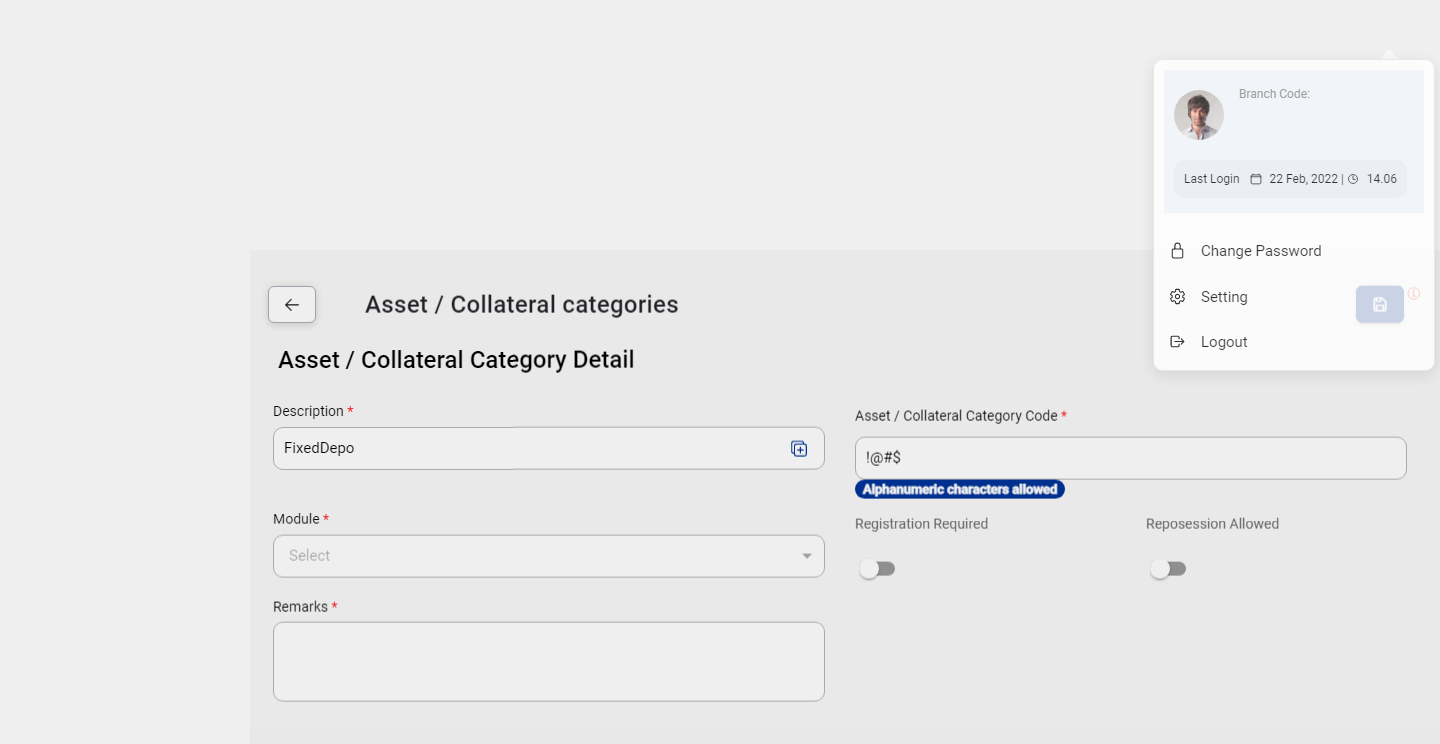 Branch Code:
Last Login 22 Feb, 2022 | 14.06
Change Password
Setting
Logout
Asset / Collateral categories
Asset / Collateral Category Detail
Description *
FixedDepo
Asset / Collateral Category Code *
!@#$
Alphanumeric characters allowed
Module *
Select
Registration Required
Reposession Allowed
Remarks *